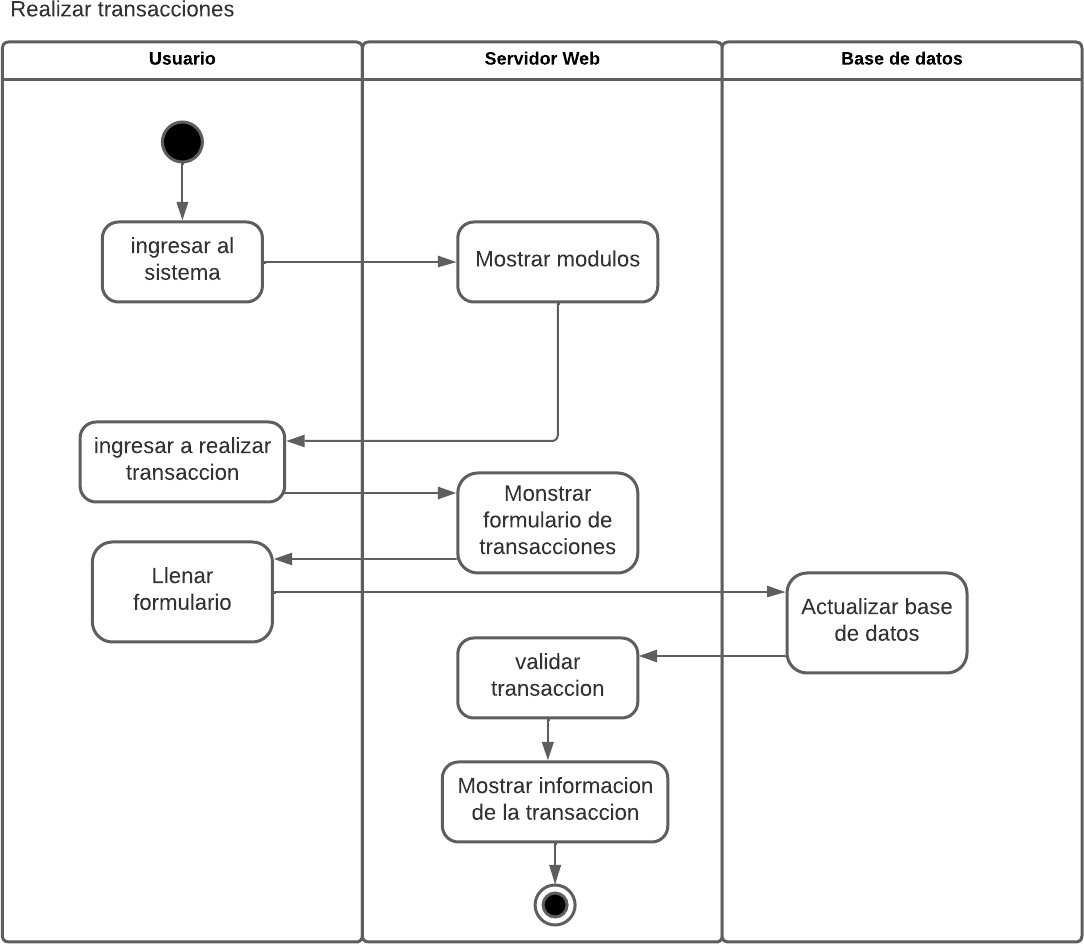 Realizar transacciones
Usuario
Servidor Web
Base de datos
ingresar al
sistema
Mostrar modulos
ingresar a realizar
transaccion
Monstrar
formulario de
transacciones
Llenar
formulario
Actualizar base
de datos
validar
transaccion
Mostrar informacion
de la transaccion